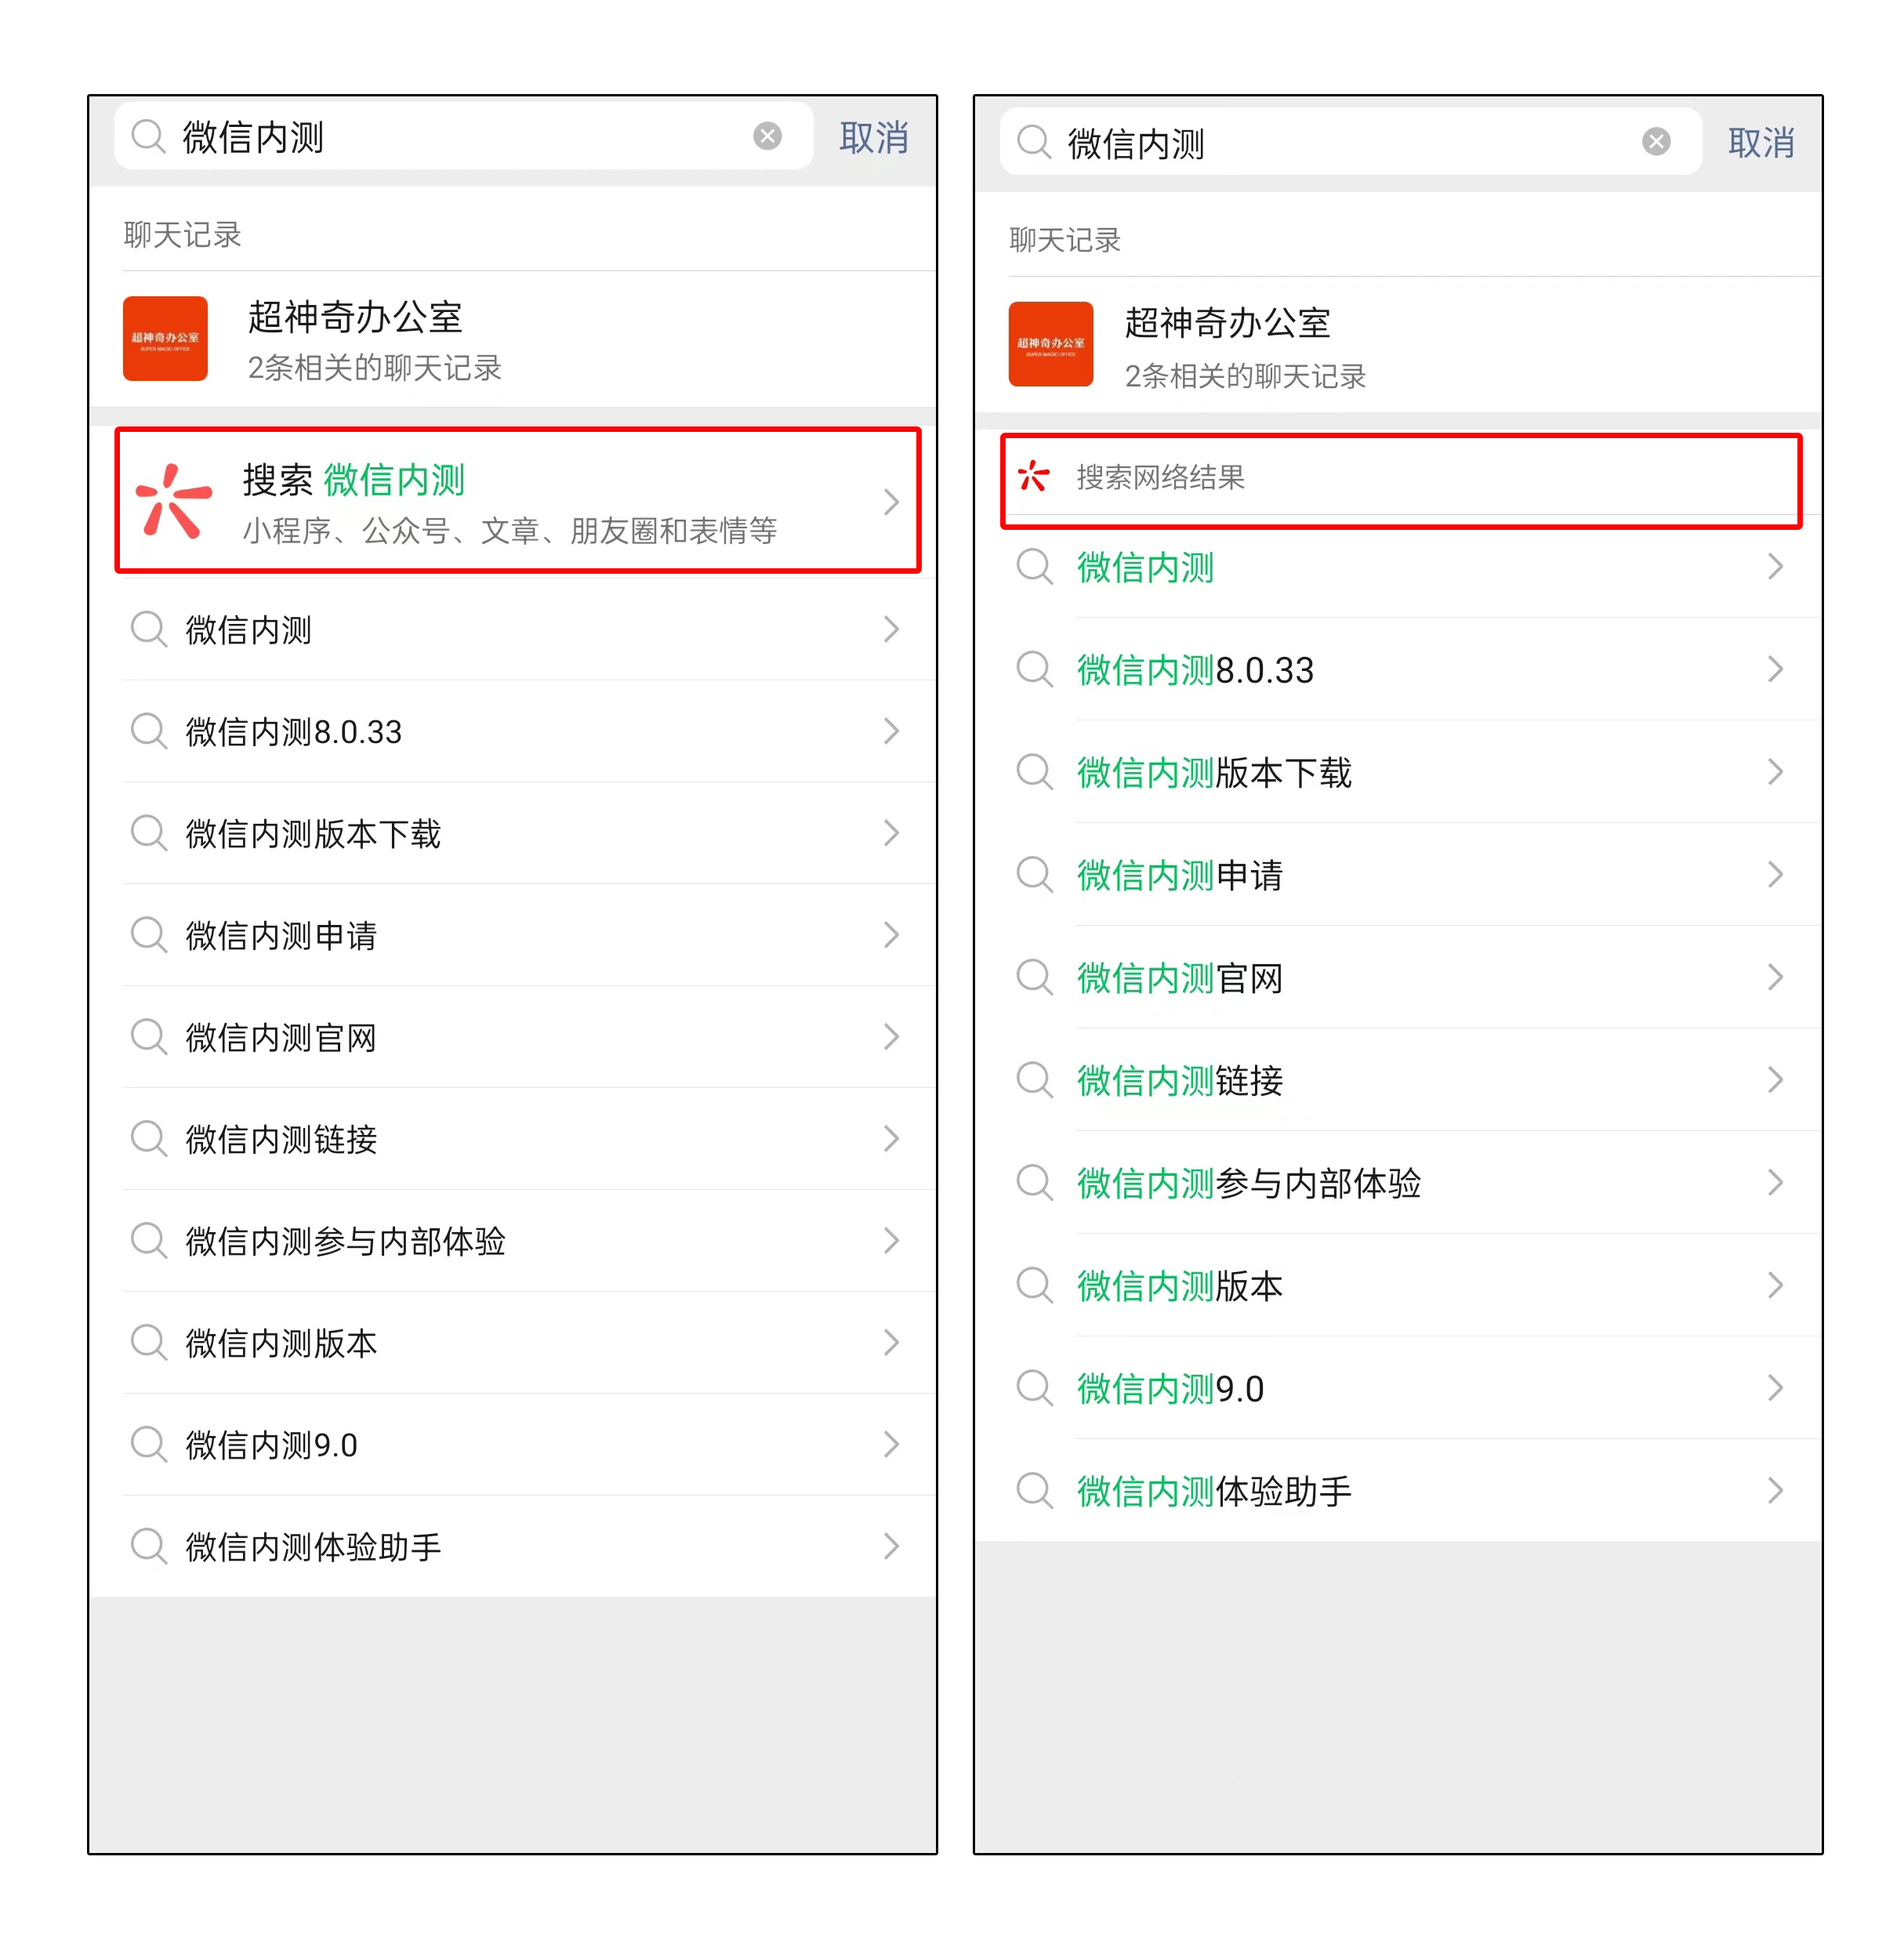 微信内测
取消
聊天记录
超神奇办公室
SUPER MAGIC OFFICE
超神奇办公室
2条相关的聊天记录
搜索 微信内测
小程序、公众号、文章、朋友圈和表情等
微信内测
微信内测8.0.33
微信内测版本下载
微信内测申请
微信内测官网
微信内测链接
微信内测参与内部体验
微信内测版本
微信内测9.0
微信内测体验助手
微信内测
取消
聊天记录
超神奇办公室
SUPER MAGIC OFFICE
超神奇办公室
2条相关的聊天记录
搜索网络结果
微信内测
微信内测8.0.33
微信内测版本下载
微信内测申请
微信内测官网
微信内测链接
微信内测参与内部体验
微信内测版本
微信内测9.0
微信内测体验助手